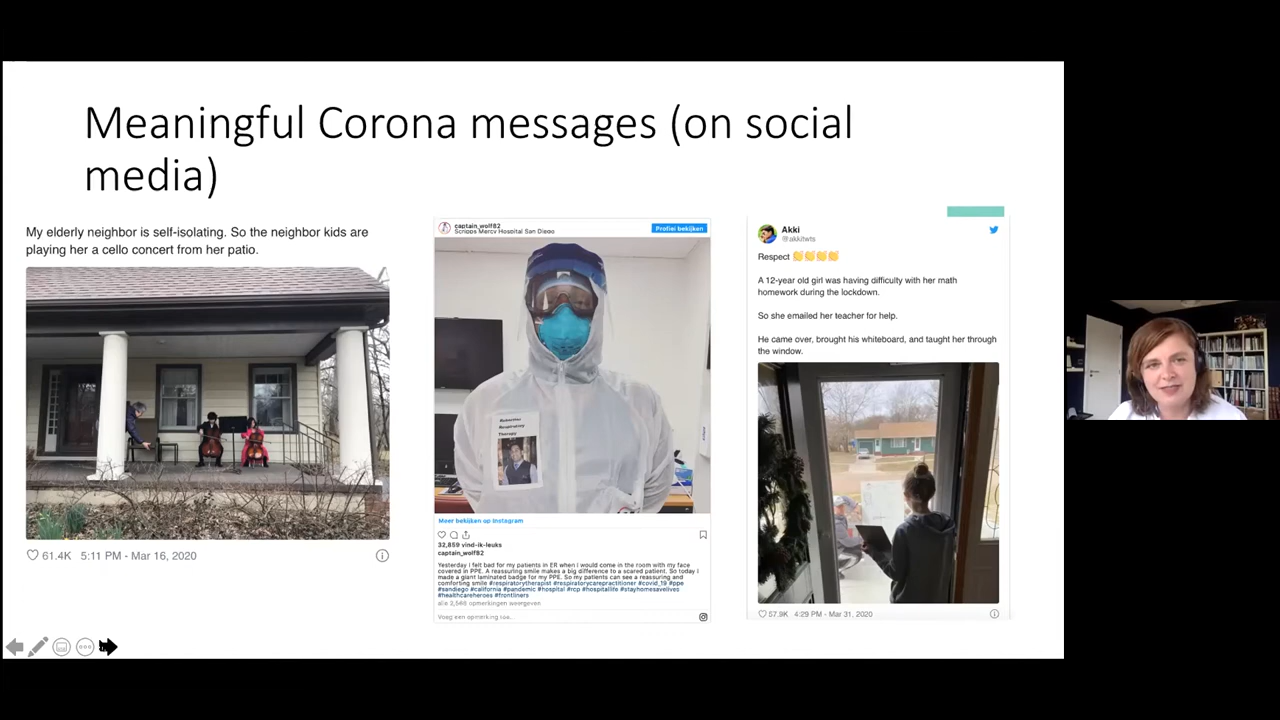 Meaningful Corona messages (on social
media)
My elderly neighbor is self-isolating. So the neighbor kids are
playing her a cello concert from her patio.
61.4K 5:11 PM - Mar 16, 2020
captain_wolf82
Scripps Mercy Hospital San Diego
Profiel bekijken
Respiratory
Therapy
Meer bekijken op Instagram
32,859 vind-ik-leuks
captain_wolf82
Yesterday I felt bad for my patients in ER when I would come in the room with my face
covered in PPE. A reassuring smile makes a big difference to a scared patient. So today I
made a giant laminated badge for my PPE. So my patients can see a reassuring and
comforting smile #respiratorytherapist #respiratorycarepractitioner #covid_19 #ppe
#sandiego #california #pandemic #hospital #rcp #hospitallife #stayhomesavelives
#healthcareheroes #frontliners
alle 2,566 opmerkingen weergeven
Voeg een opmerking toe...
Akki
@akkitwts
Respect 👏👏👏👏
A 12-year old girl was having difficulty with her math
homework during the lockdown.
So she emailed her teacher for help.
He came over, brought his whiteboard, and taught her through
the window.
57.9K 4:29 PM - Mar 31, 2020